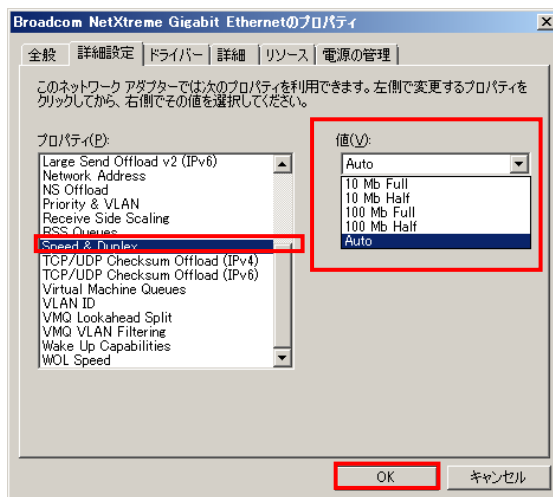 Broadcom NetXtreme Gigabit Ethernetのプロパティ
全般 詳細設定 ドライバー 詳細 リソース 電源の管理
このネットワーク アダプターでは次のプロパティを利用できます。左側で変更するプロパティを
クリックしてから、右側でその値を選択してください。
プロパティ(P):
Large Send Offload v2 (IPv6)
Network Address
NS Offload
Priority & VLAN
Receive Side Scaling
RSS Queues
Speed & Duplex
TCP/UDP Checksum Offload (IPv4)
TCP/UDP Checksum Offload (IPv6)
Virtual Machine Queues
VLAN ID
VMQ Lookahead Split
VMQ VLAN Filtering
Wake Up Capabilities
WOL Speed
値(V):
Auto
10 Mb Full
10 Mb Half
100 Mb Full
100 Mb Half
Auto
OK キャンセル